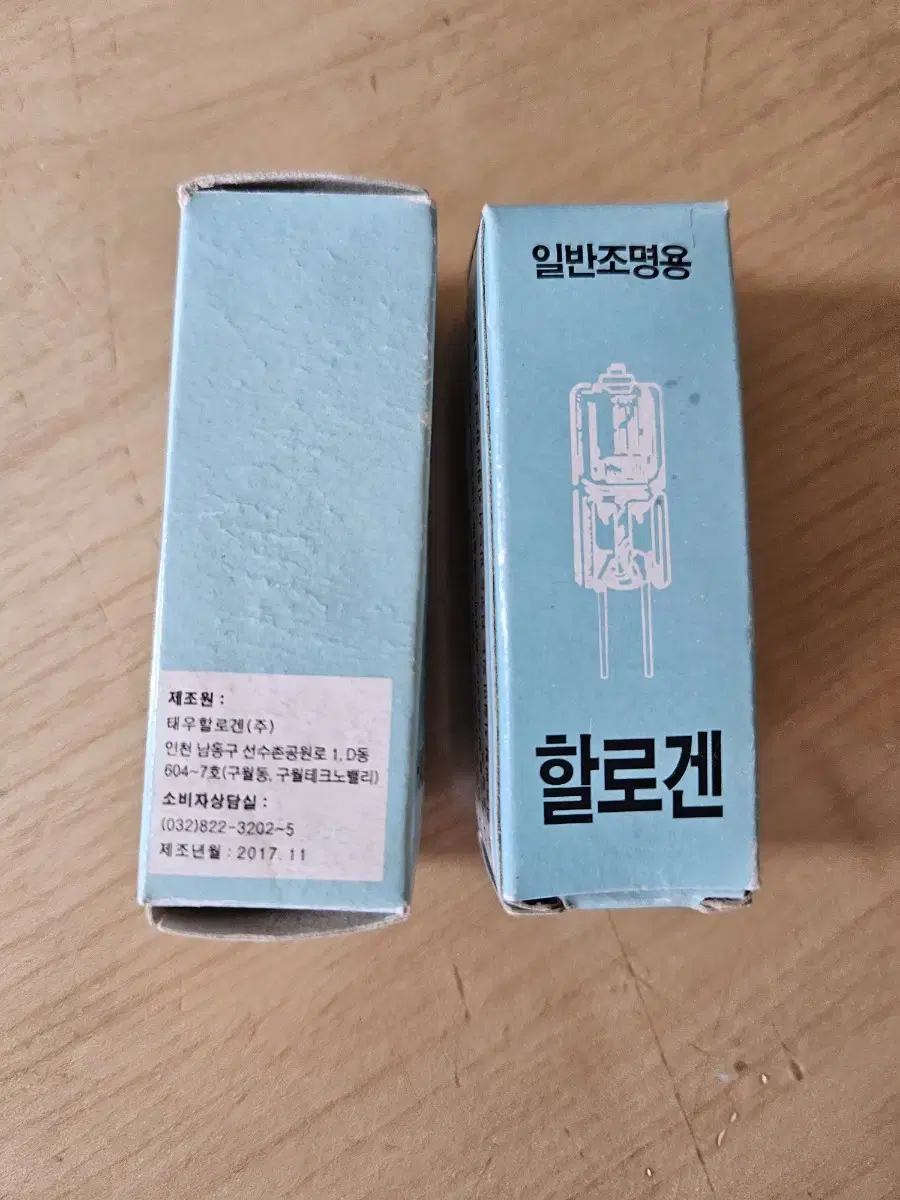 제조원 :
태우할로겐(주)
인천 남동구 선수촌공원로 1, D동
604~7호(구월동, 구월테크노밸리)
소비자상담실 :
(032)822-3202~5
제조년월 : 2017. 11
일반조명용
할로겐